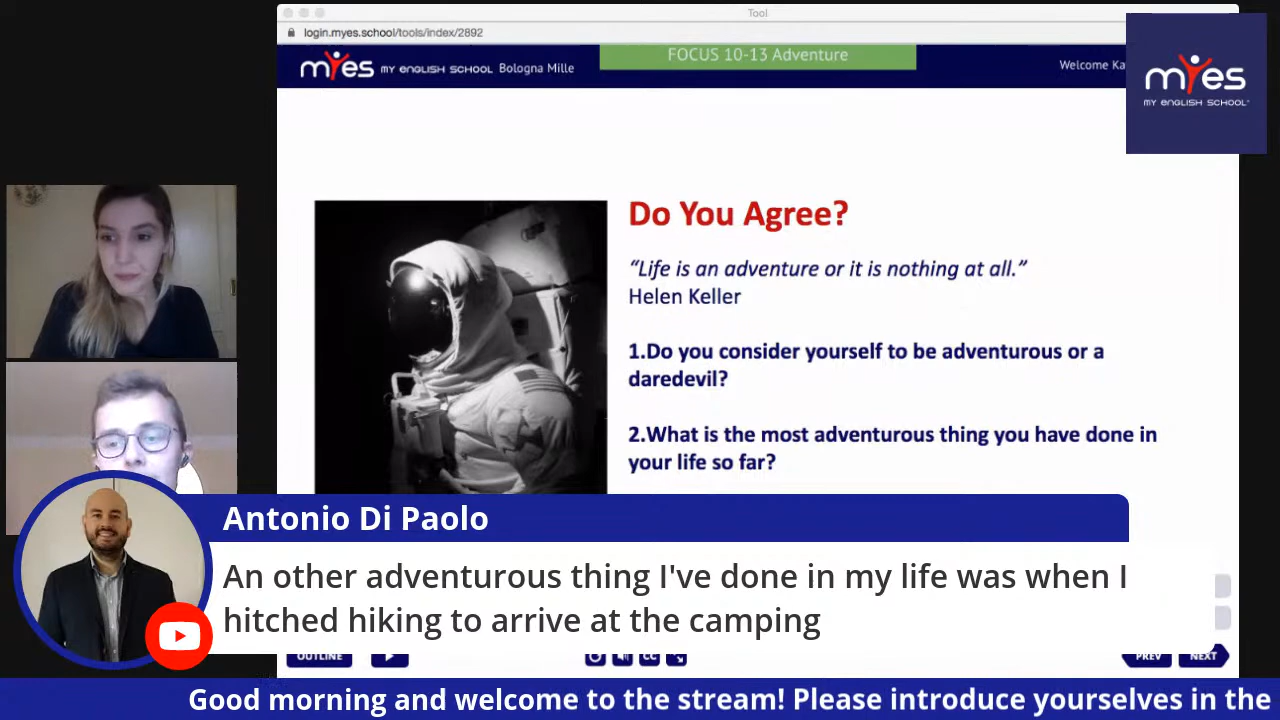 Tool
login.myes.school/tools/index/2892
myes MY ENGLISH SCHOOL Bologna Mille
FOCUS 10-13 Adventure
Welcome Ka
myes
MY ENGLISH SCHOOL
Do You Agree?
“Life is an adventure or it is nothing at all.”
Helen Keller
1.Do you consider yourself to be adventurous or a
daredevil?
2.What is the most adventurous thing you have done in
your life so far?
Antonio Di Paolo
An other adventurous thing I've done in my life was when I
hitched hiking to arrive at the camping
OUTLINE
CC
PREV
NEXT
Good morning and welcome to the stream! Please introduce yourselves in the